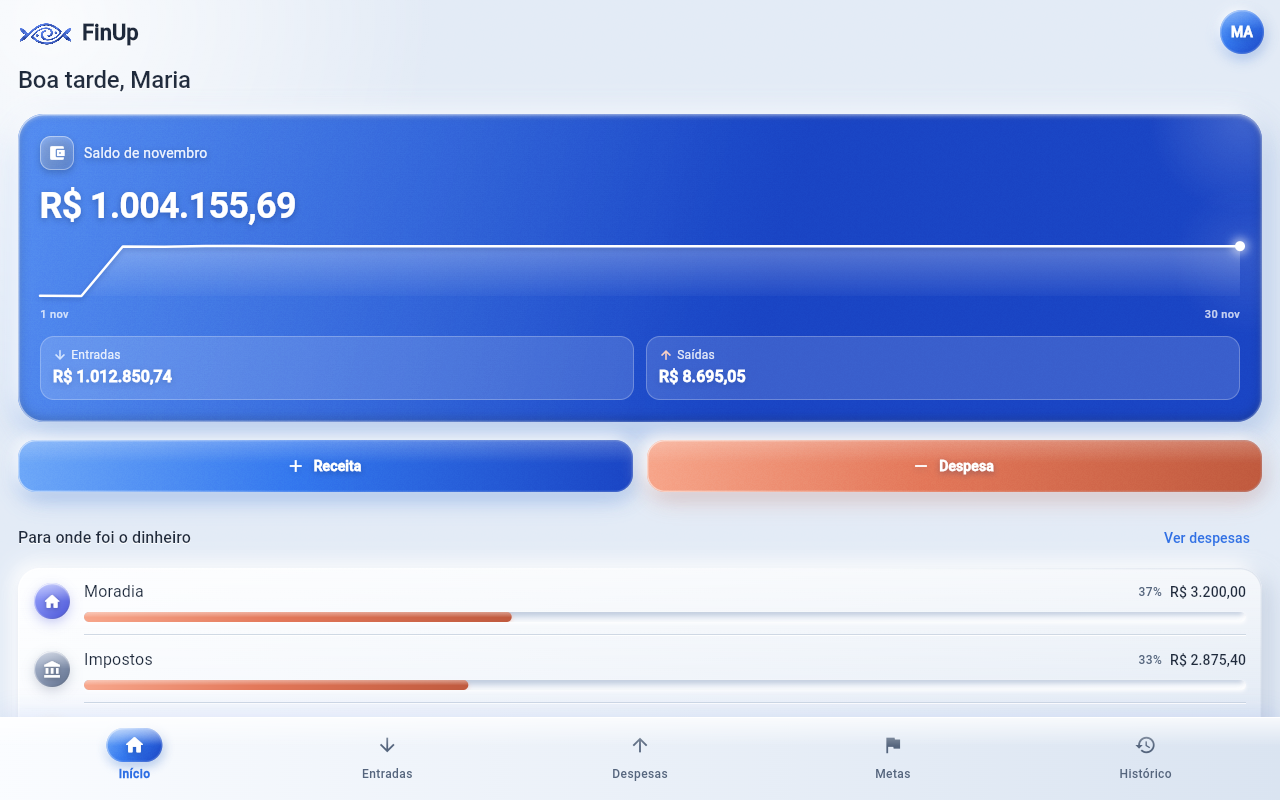 FinUp
MA
Boa tarde, Maria
Saldo de novembro
R$ 1.004.155,69
1 nov
30 nov
Entradas
R$ 1.012.850,74
Saídas
R$ 8.695,05
Receita
Despesa
Para onde foi o dinheiro
Ver despesas
Moradia
37% R$ 3.200,00
Impostos
33% R$ 2.875,40
Início
Entradas
Despesas
Metas
Histórico